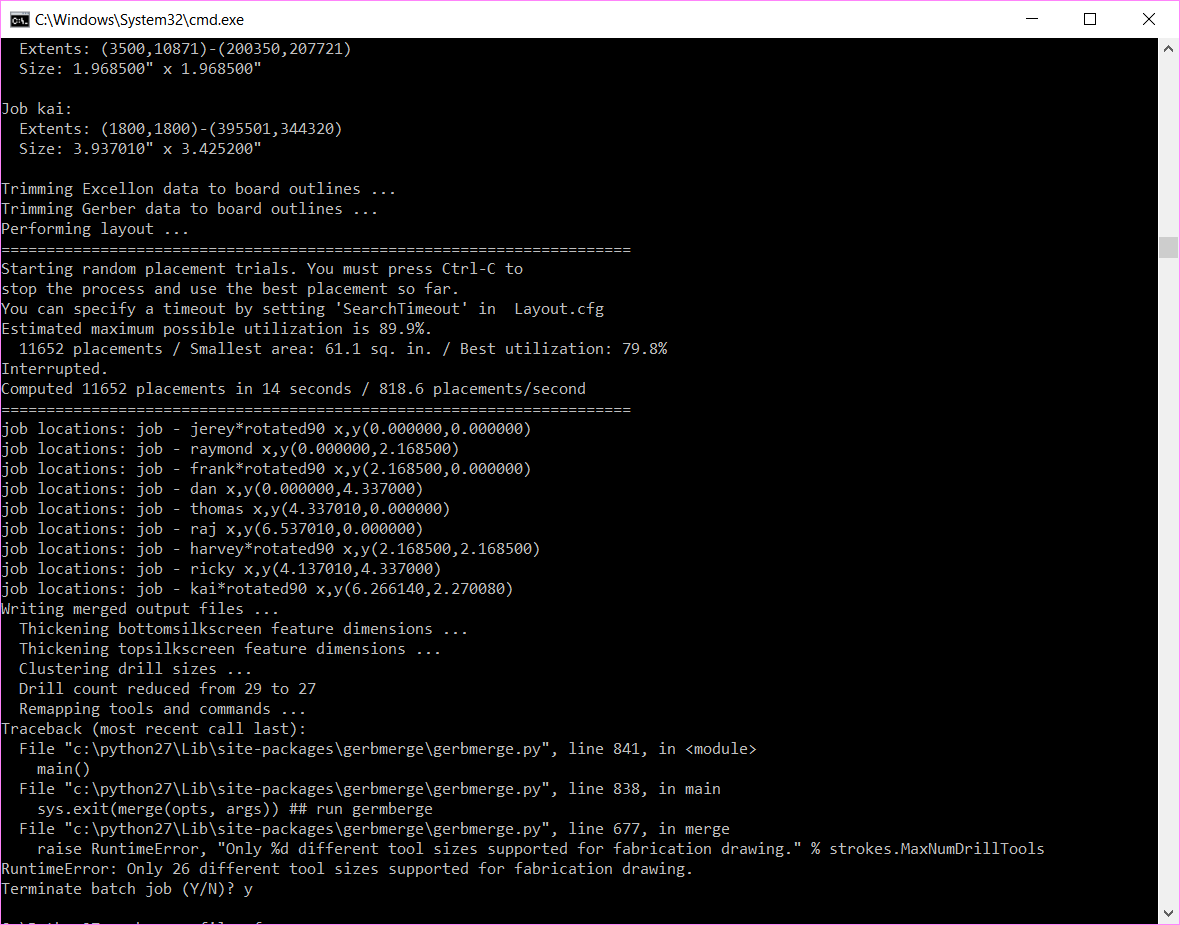 C:\Windows\System32\cmd.exe
Extents: (3500,10871)-(200350,207721)
Size: 1.968500" x 1.968500"
Job kai:
Extents: (1800,1800)-(395501,344320)
Size: 3.937010" x 3.425200"
Trimming Excellon data to board outlines ...
Trimming Gerber data to board outlines ...
Performing layout ...
======================================================================
Starting random placement trials. You must press Ctrl-C to
stop the process and use the best placement so far.
You can specify a timeout by setting 'SearchTimeout' in  Layout.cfg
Estimated maximum possible utilization is 89.9%.
11652 placements / Smallest area: 61.1 sq. in. / Best utilization: 79.8%
Interrupted.
Computed 11652 placements in 14 seconds / 818.6 placements/second
======================================================================
job locations: job - jerey*rotated90 x,y(0.000000,0.000000)
job locations: job - raymond x,y(0.000000,2.168500)
job locations: job - frank*rotated90 x,y(2.168500,0.000000)
job locations: job - dan x,y(0.000000,4.337000)
job locations: job - thomas x,y(4.337010,0.000000)
job locations: job - raj x,y(6.537010,0.000000)
job locations: job - harvey*rotated90 x,y(2.168500,2.168500)
job locations: job - ricky x,y(4.137010,4.337000)
job locations: job - kai*rotated90 x,y(6.266140,2.270080)
Writing merged output files ...
Thickening bottomsilkscreen feature dimensions ...
Thickening topsilkscreen feature dimensions ...
Clustering drill sizes ...
Drill count reduced from 29 to 27
Remapping tools and commands ...
Traceback (most recent call last):
File "c:\python27\Lib\site-packages\gerbmerge\gerbmerge.py", line 841, in <module>
main()
File "c:\python27\Lib\site-packages\gerbmerge\gerbmerge.py", line 838, in main
sys.exit(merge(opts, args)) ## run germberge
File "c:\python27\Lib\site-packages\gerbmerge\gerbmerge.py", line 677, in merge
raise RuntimeError, "Only %d different tool sizes supported for fabrication drawing." % strokes.MaxNumDrillTools
RuntimeError: Only 26 different tool sizes supported for fabrication drawing.
Terminate batch job (Y/N)? y